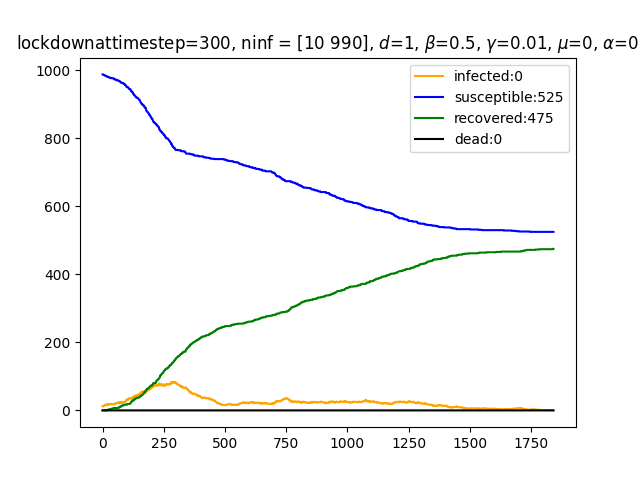 lockdownattimestep=300, ninf = [10 990], d=1, β=0.5, γ=0.01, μ=0, α=0
infected:0
susceptible:525
recovered:475
dead:0
1000
800
600
400
200
0
0 250 500 750 1000 1250 1500 1750